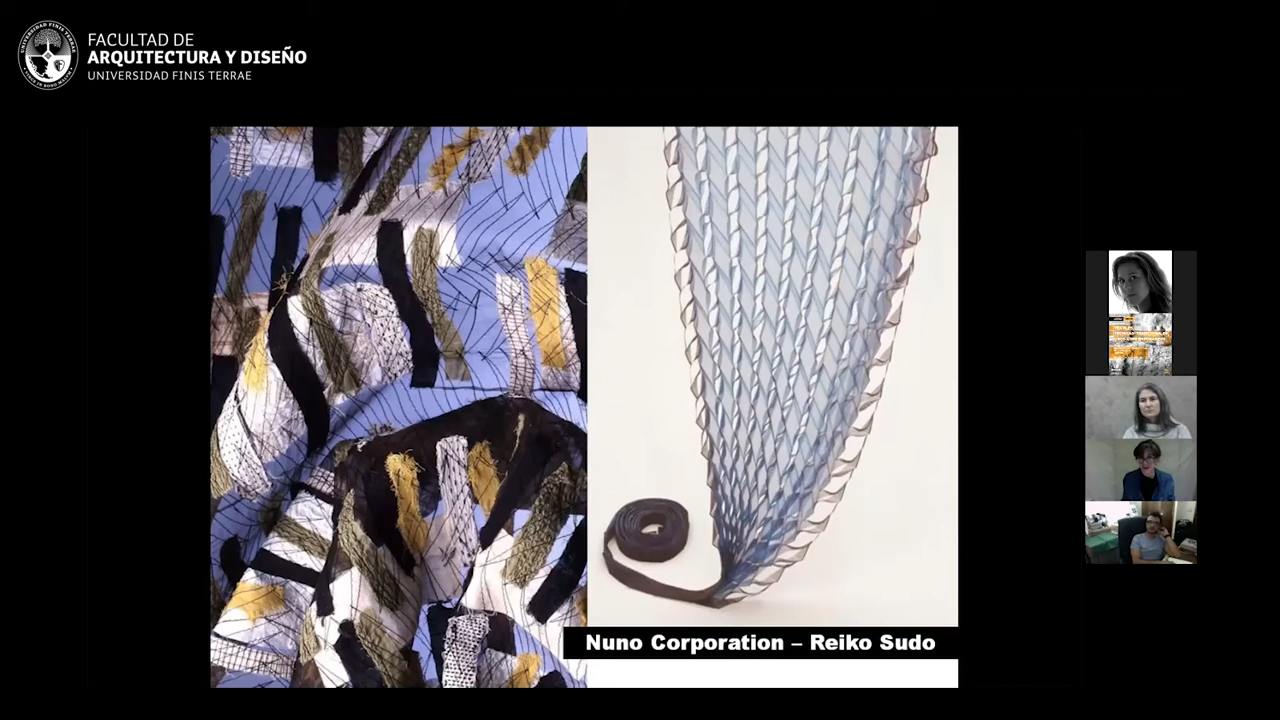 FACULTAD DE
ARQUITECTURA Y DISEÑO
UNIVERSIDAD FINIS TERRAE
Nuno Corporation – Reiko Sudo